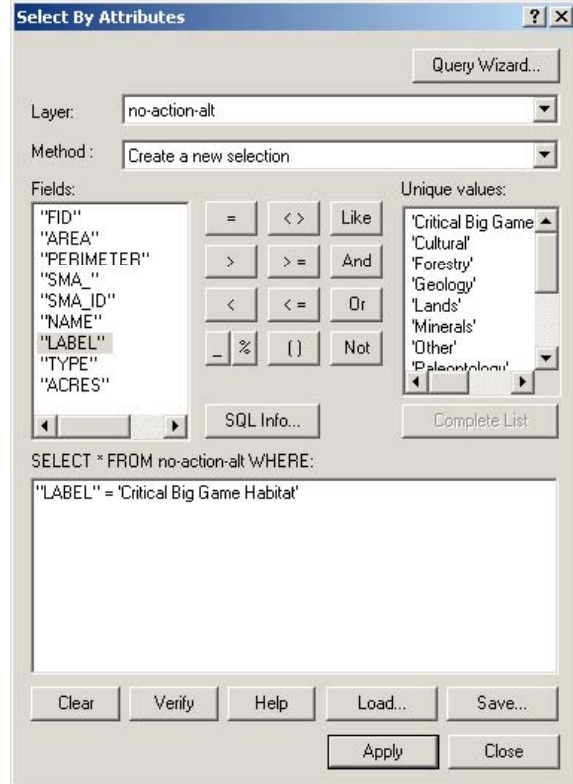 Select By Attributes
Query Wizard...
Layer: no-action-alt
Method : Create a new selection
Fields:
Unique values:
"FID"
"AREA"
"PERIMETER"
"SMA_"
"SMA_ID"
"NAME"
"LABEL"
"TYPE"
"ACRES"
= < > Like
> > = And
< < = Or
_ % ( ) Not
'Critical Big Game
'Cultural'
'Forestry'
'Geology'
'Lands'
'Minerals'
'Other'
'Paleontology'
SQL Info...
Complete List
SELECT * FROM no-action-alt WHERE:
"LABEL" = 'Critical Big Game Habitat'
Clear Verify Help Load... Save...
Apply Close